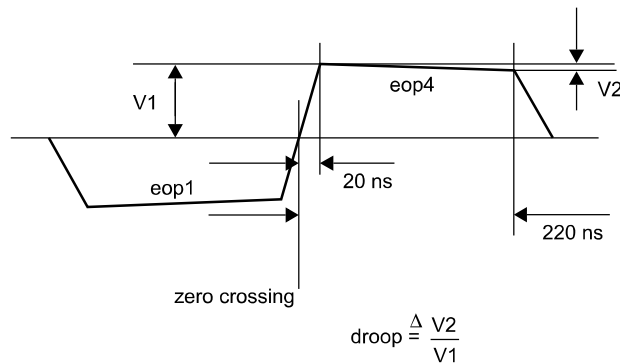 V1
eop4
V2
eop1
20 ns
220 ns
zero crossing
droop ≜ V2
V1